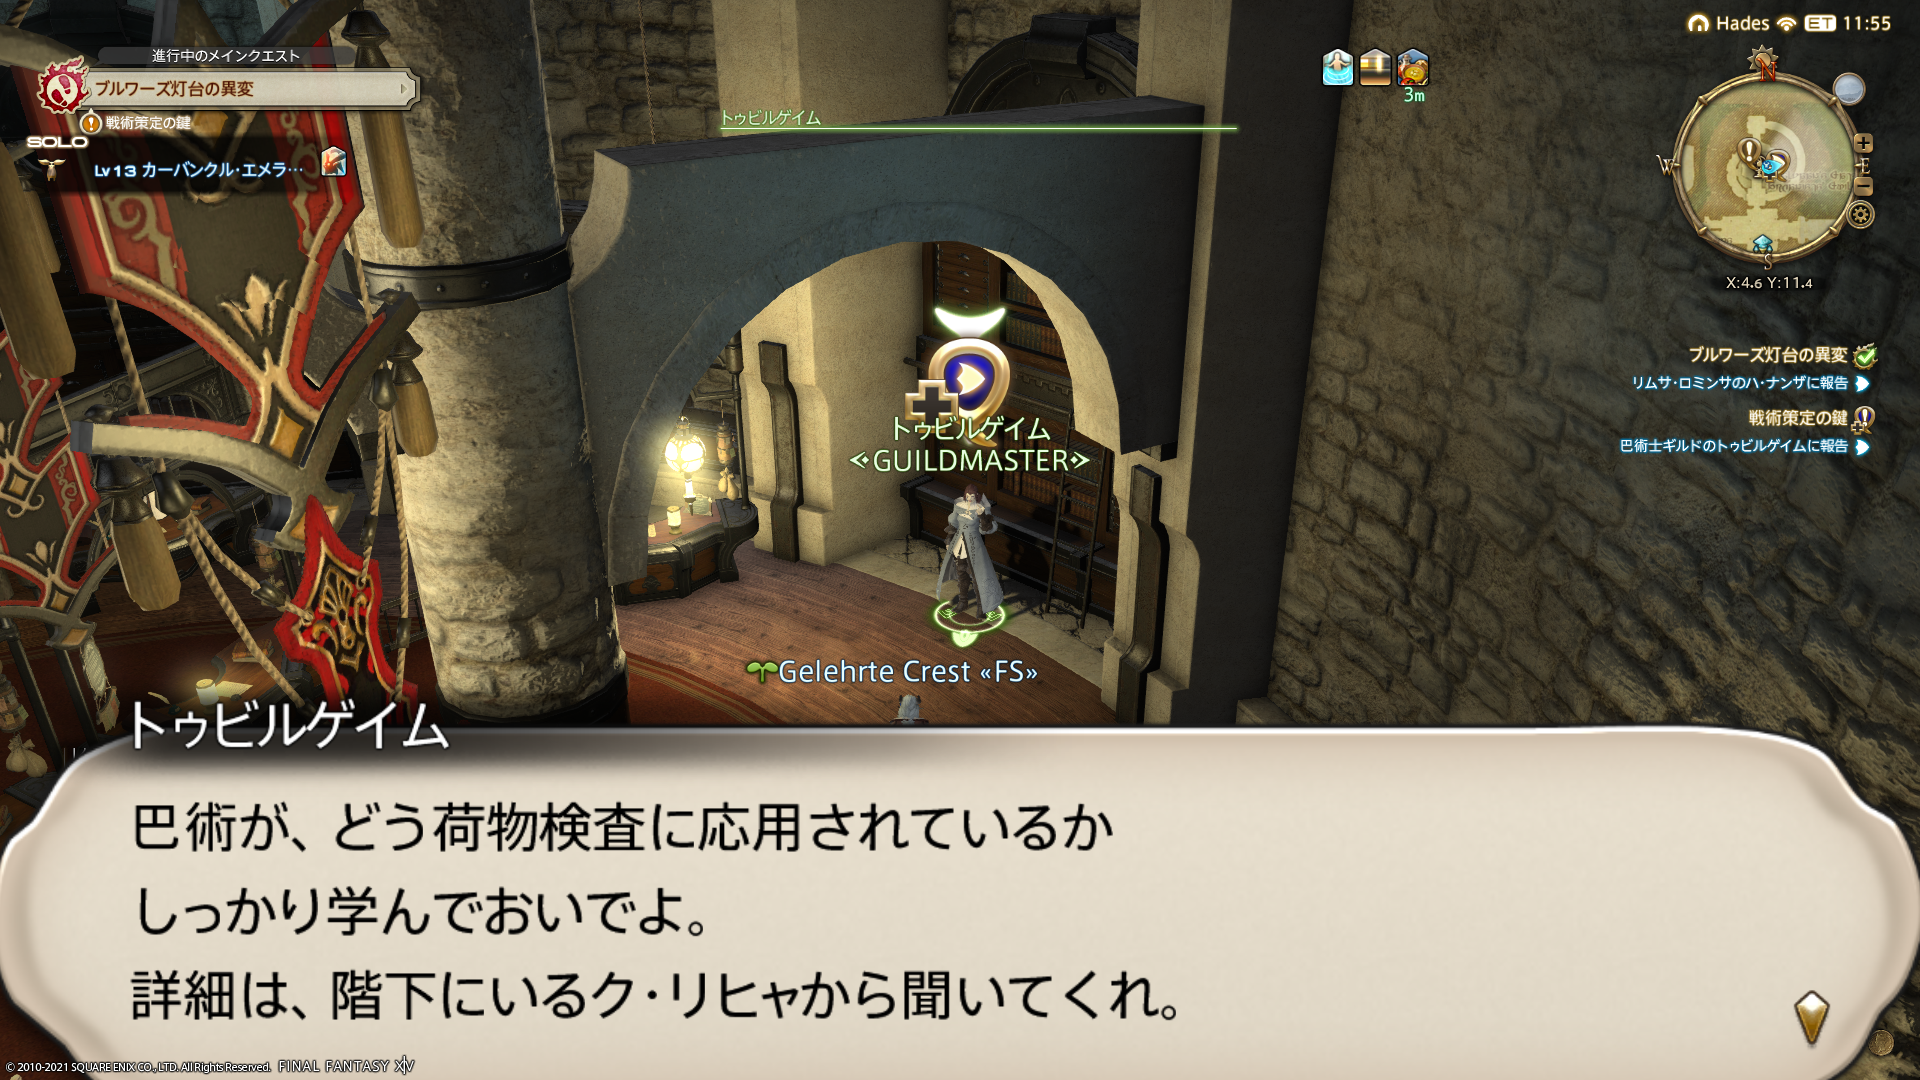 進行中のメインクエスト
ブルワーズ灯台の異変
戦術策定の鍵
SOLO
Lv13 カーバンクル・エメラ…
トゥビルゲイム
3m
Hades ET 11:55
N
W
E
S
X:4.6 Y:11.4
ブルワーズ灯台の異変
リムサ・ロミンサのハ・ナンザに報告
戦術策定の鍵
巴術士ギルドのトゥビルゲイムに報告
トゥビルゲイム
GUILDMASTER
Gelehrte Crest «FS»
トゥビルゲイム
巴術が、どう荷物検査に応用されているか
しっかり学んでおいでよ。
詳細は、階下にいるク・リヒャから聞いてくれ。
© 2010-2021 SQUARE ENIX CO., LTD. All Rights Reserved. FINAL FANTASY XIV